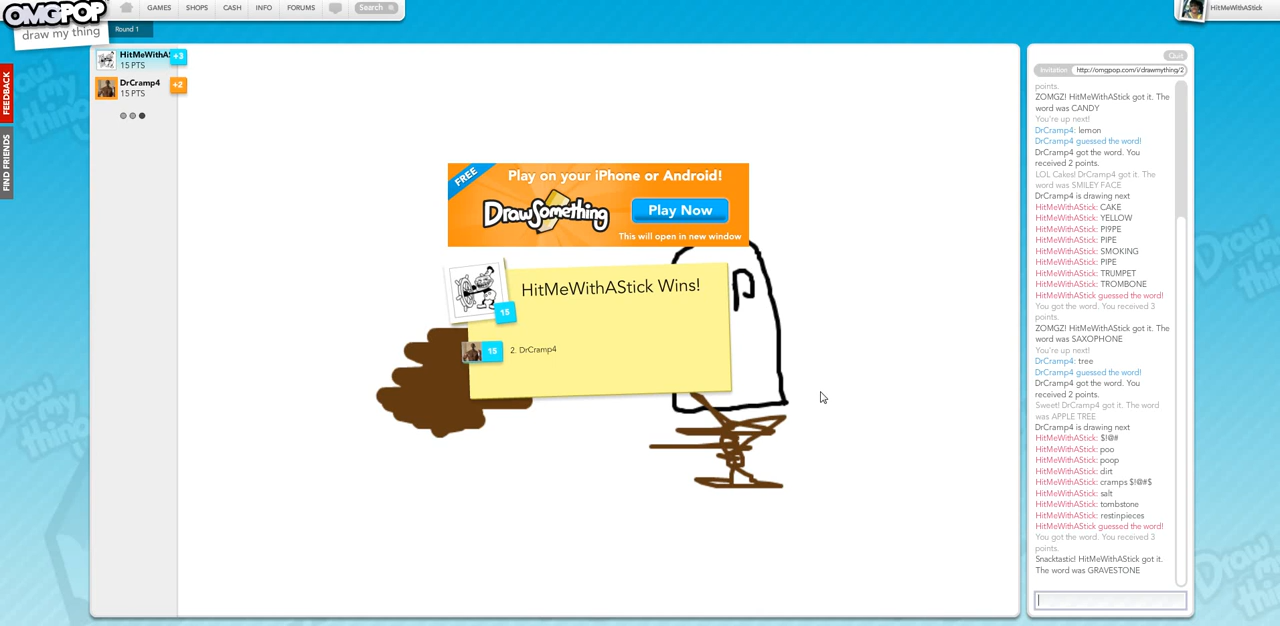 OMGPOP
draw my thing
GAMES
SHOPS
CASH
INFO
FORUMS
Search
HitMeWithAStick
Round 1
FEEDBACK
FIND FRIENDS
HitMeWithAS
+3
15 PTS
DrCramp4
+2
15 PTS
FREE
Play on your iPhone or Android!
DrawSomething
Play Now
This will open in new window
HitMeWithAStick Wins!
15
15
2. DrCramp4
P
Quit
Invitation
http://omgpop.com/i/drawmything/2
points.
ZOMGZ! HitMeWithAStick got it. The
word was CANDY
You're up next!
DrCramp4: lemon
DrCramp4 guessed the word!
DrCramp4 got the word. You
received 2 points.
LOL Cakes! DrCramp4 got it. The
word was SMILEY FACE
DrCramp4 is drawing next
HitMeWithAStick: CAKE
HitMeWithAStick: YELLOW
HitMeWithAStick: PI9PE
HitMeWithAStick: PIPE
HitMeWithAStick: SMOKING
HitMeWithAStick: PIPE
HitMeWithAStick: TRUMPET
HitMeWithAStick: TROMBONE
HitMeWithAStick guessed the word!
You got the word. You received 3
points.
ZOMGZ! HitMeWithAStick got it. The
word was SAXOPHONE
You're up next!
DrCramp4: tree
DrCramp4 guessed the word!
DrCramp4 got the word. You
received 2 points.
Sweet! DrCramp4 got it. The word
was APPLE TREE
DrCramp4 is drawing next
HitMeWithAStick: $!@#
HitMeWithAStick: poo
HitMeWithAStick: poop
HitMeWithAStick: dirt
HitMeWithAStick: cramps $!@#$
HitMeWithAStick: salt
HitMeWithAStick: tombstone
HitMeWithAStick: restinpieces
HitMeWithAStick guessed the word!
You got the word. You received 3
points.
Snacktastic! HitMeWithAStick got it.
The word was GRAVESTONE